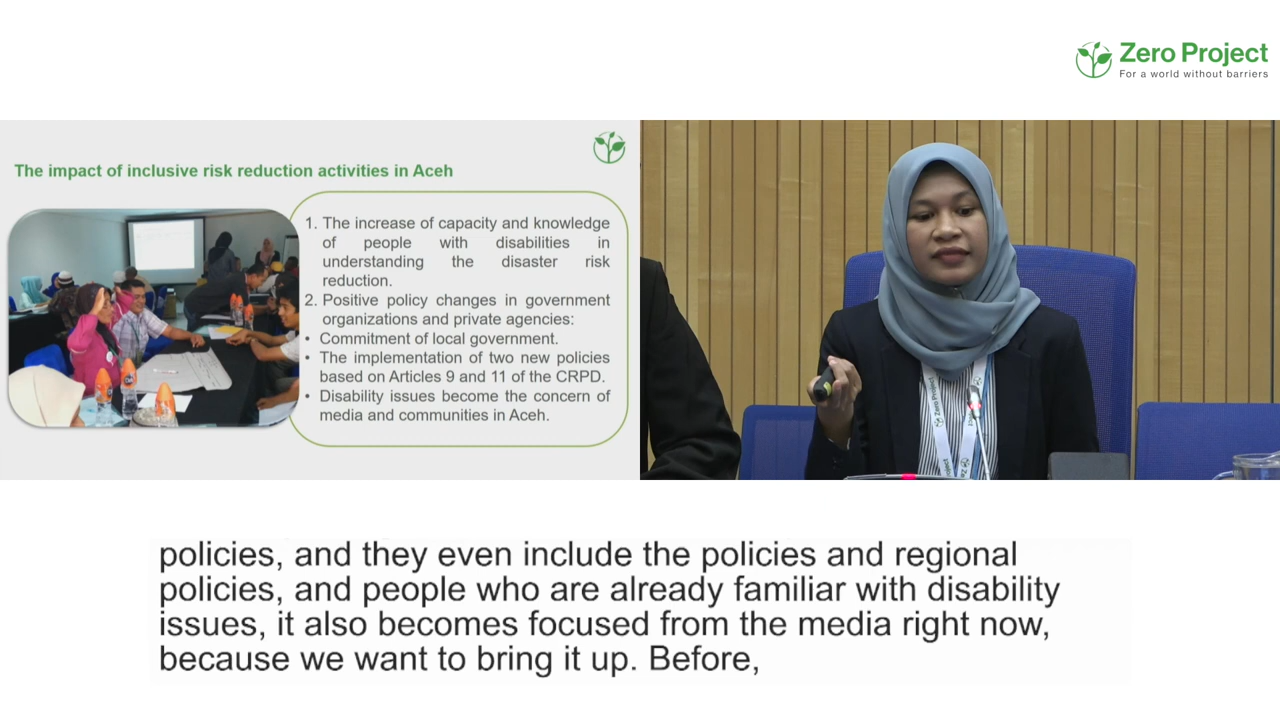 Zero Project
For a world without barriers
The impact of inclusive risk reduction activities in Aceh
1. The increase of capacity and knowledge
of people with disabilities in
understanding the disaster risk
reduction.
2. Positive policy changes in government
organizations and private agencies:
• Commitment of local government.
• The implementation of two new policies
based on Articles 9 and 11 of the CRPD.
• Disability issues become the concern of
media and communities in Aceh.
Zero Project
policies, and they even include the policies and regional
policies, and people who are already familiar with disability
issues, it also becomes focused from the media right now,
because we want to bring it up. Before,